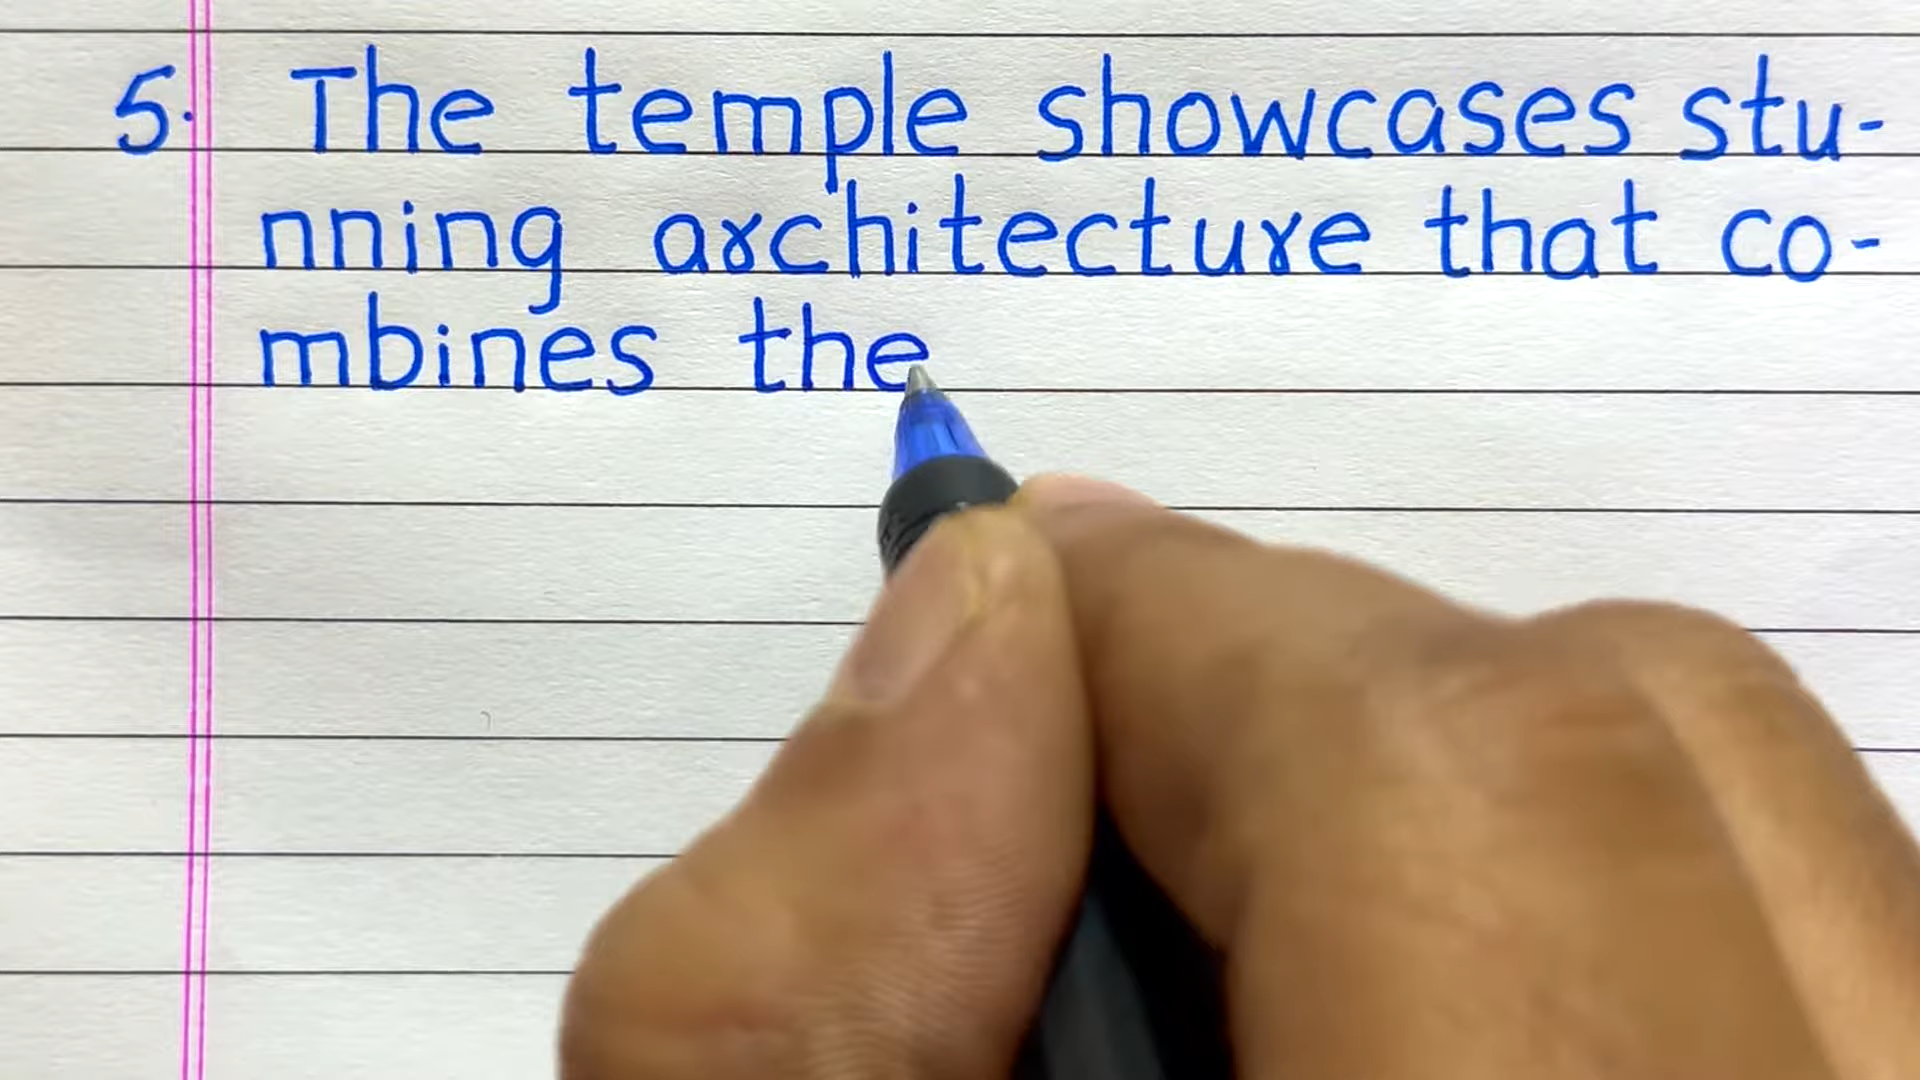 5. The temple showcases stu-
nning architecture that co-
mbines the